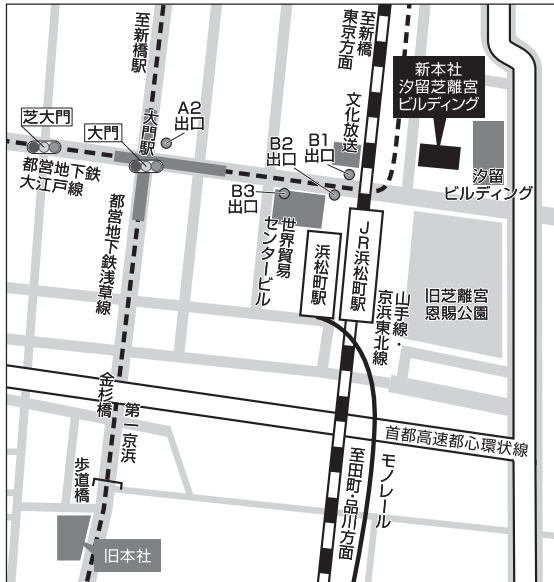 至新橋駅
至新橋
東京方面
新本社
汐留芝離宮
ビルディング
文化放送
A2
出口
大門駅
芝大門
大門
B1
出口
B2
出口
B3
出口
汐留
ビルディング
都営地下鉄
大江戸線
都営地下鉄浅草線
世界貿易
センタービル
浜松町駅
JR浜松町駅
山手線・
京浜東北線
旧芝離宮
恩賜公園
金杉橋
第一京浜
首都高速都心環状線
歩道橋
至田町・品川方面
モノレール
旧本社